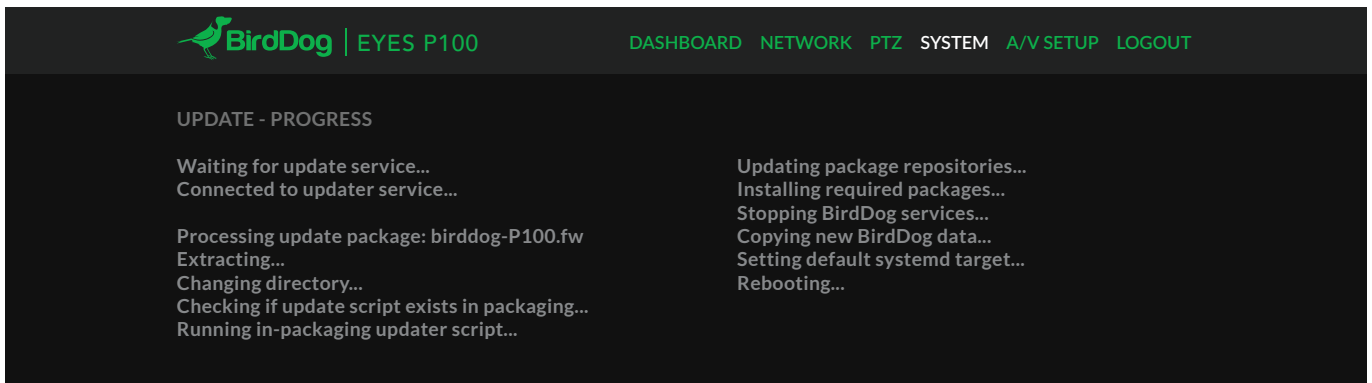 BirdDog | EYES P100
DASHBOARD NETWORK PTZ SYSTEM A/V SETUP LOGOUT
UPDATE - PROGRESS
Waiting for update service...
Connected to updater service...
Processing update package: birddog-P100.fw
Extracting...
Changing directory...
Checking if update script exists in packaging...
Running in-packaging updater script...
Updating package repositories...
Installing required packages...
Stopping BirdDog services...
Copying new BirdDog data...
Setting default systemd target...
Rebooting...